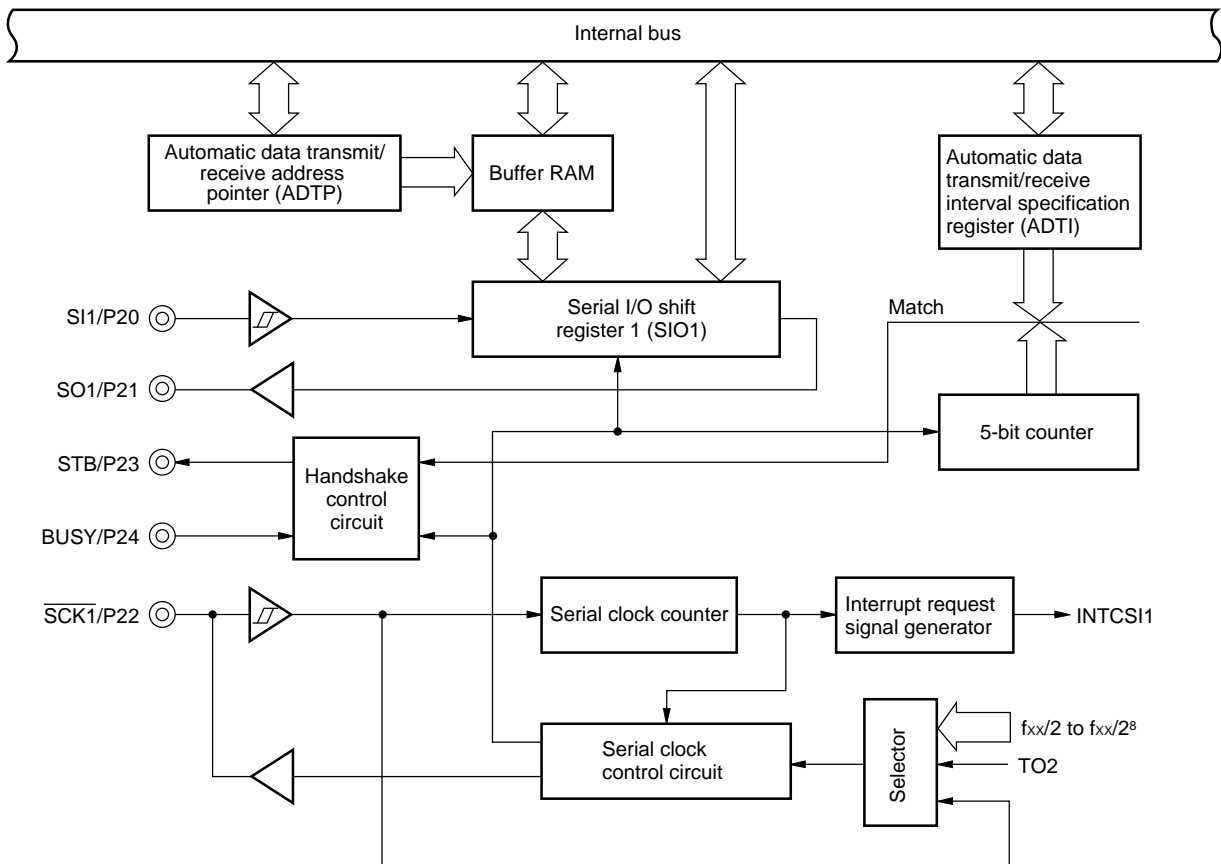 Internal bus
Automatic data transmit/
receive address
pointer (ADTP)
Buffer RAM
Automatic data
transmit/receive
interval specification
register (ADTI)
SI1/P20
Serial I/O shift
register 1 (SIO1)
Match
SO1/P21
5-bit counter
STB/P23
Handshake
control
circuit
BUSY/P24
SCK1/P22
Serial clock counter
Interrupt request
signal generator
INTCSI1
Serial clock
control circuit
Selector
fxx/2 to fxx/2⁸
TO2